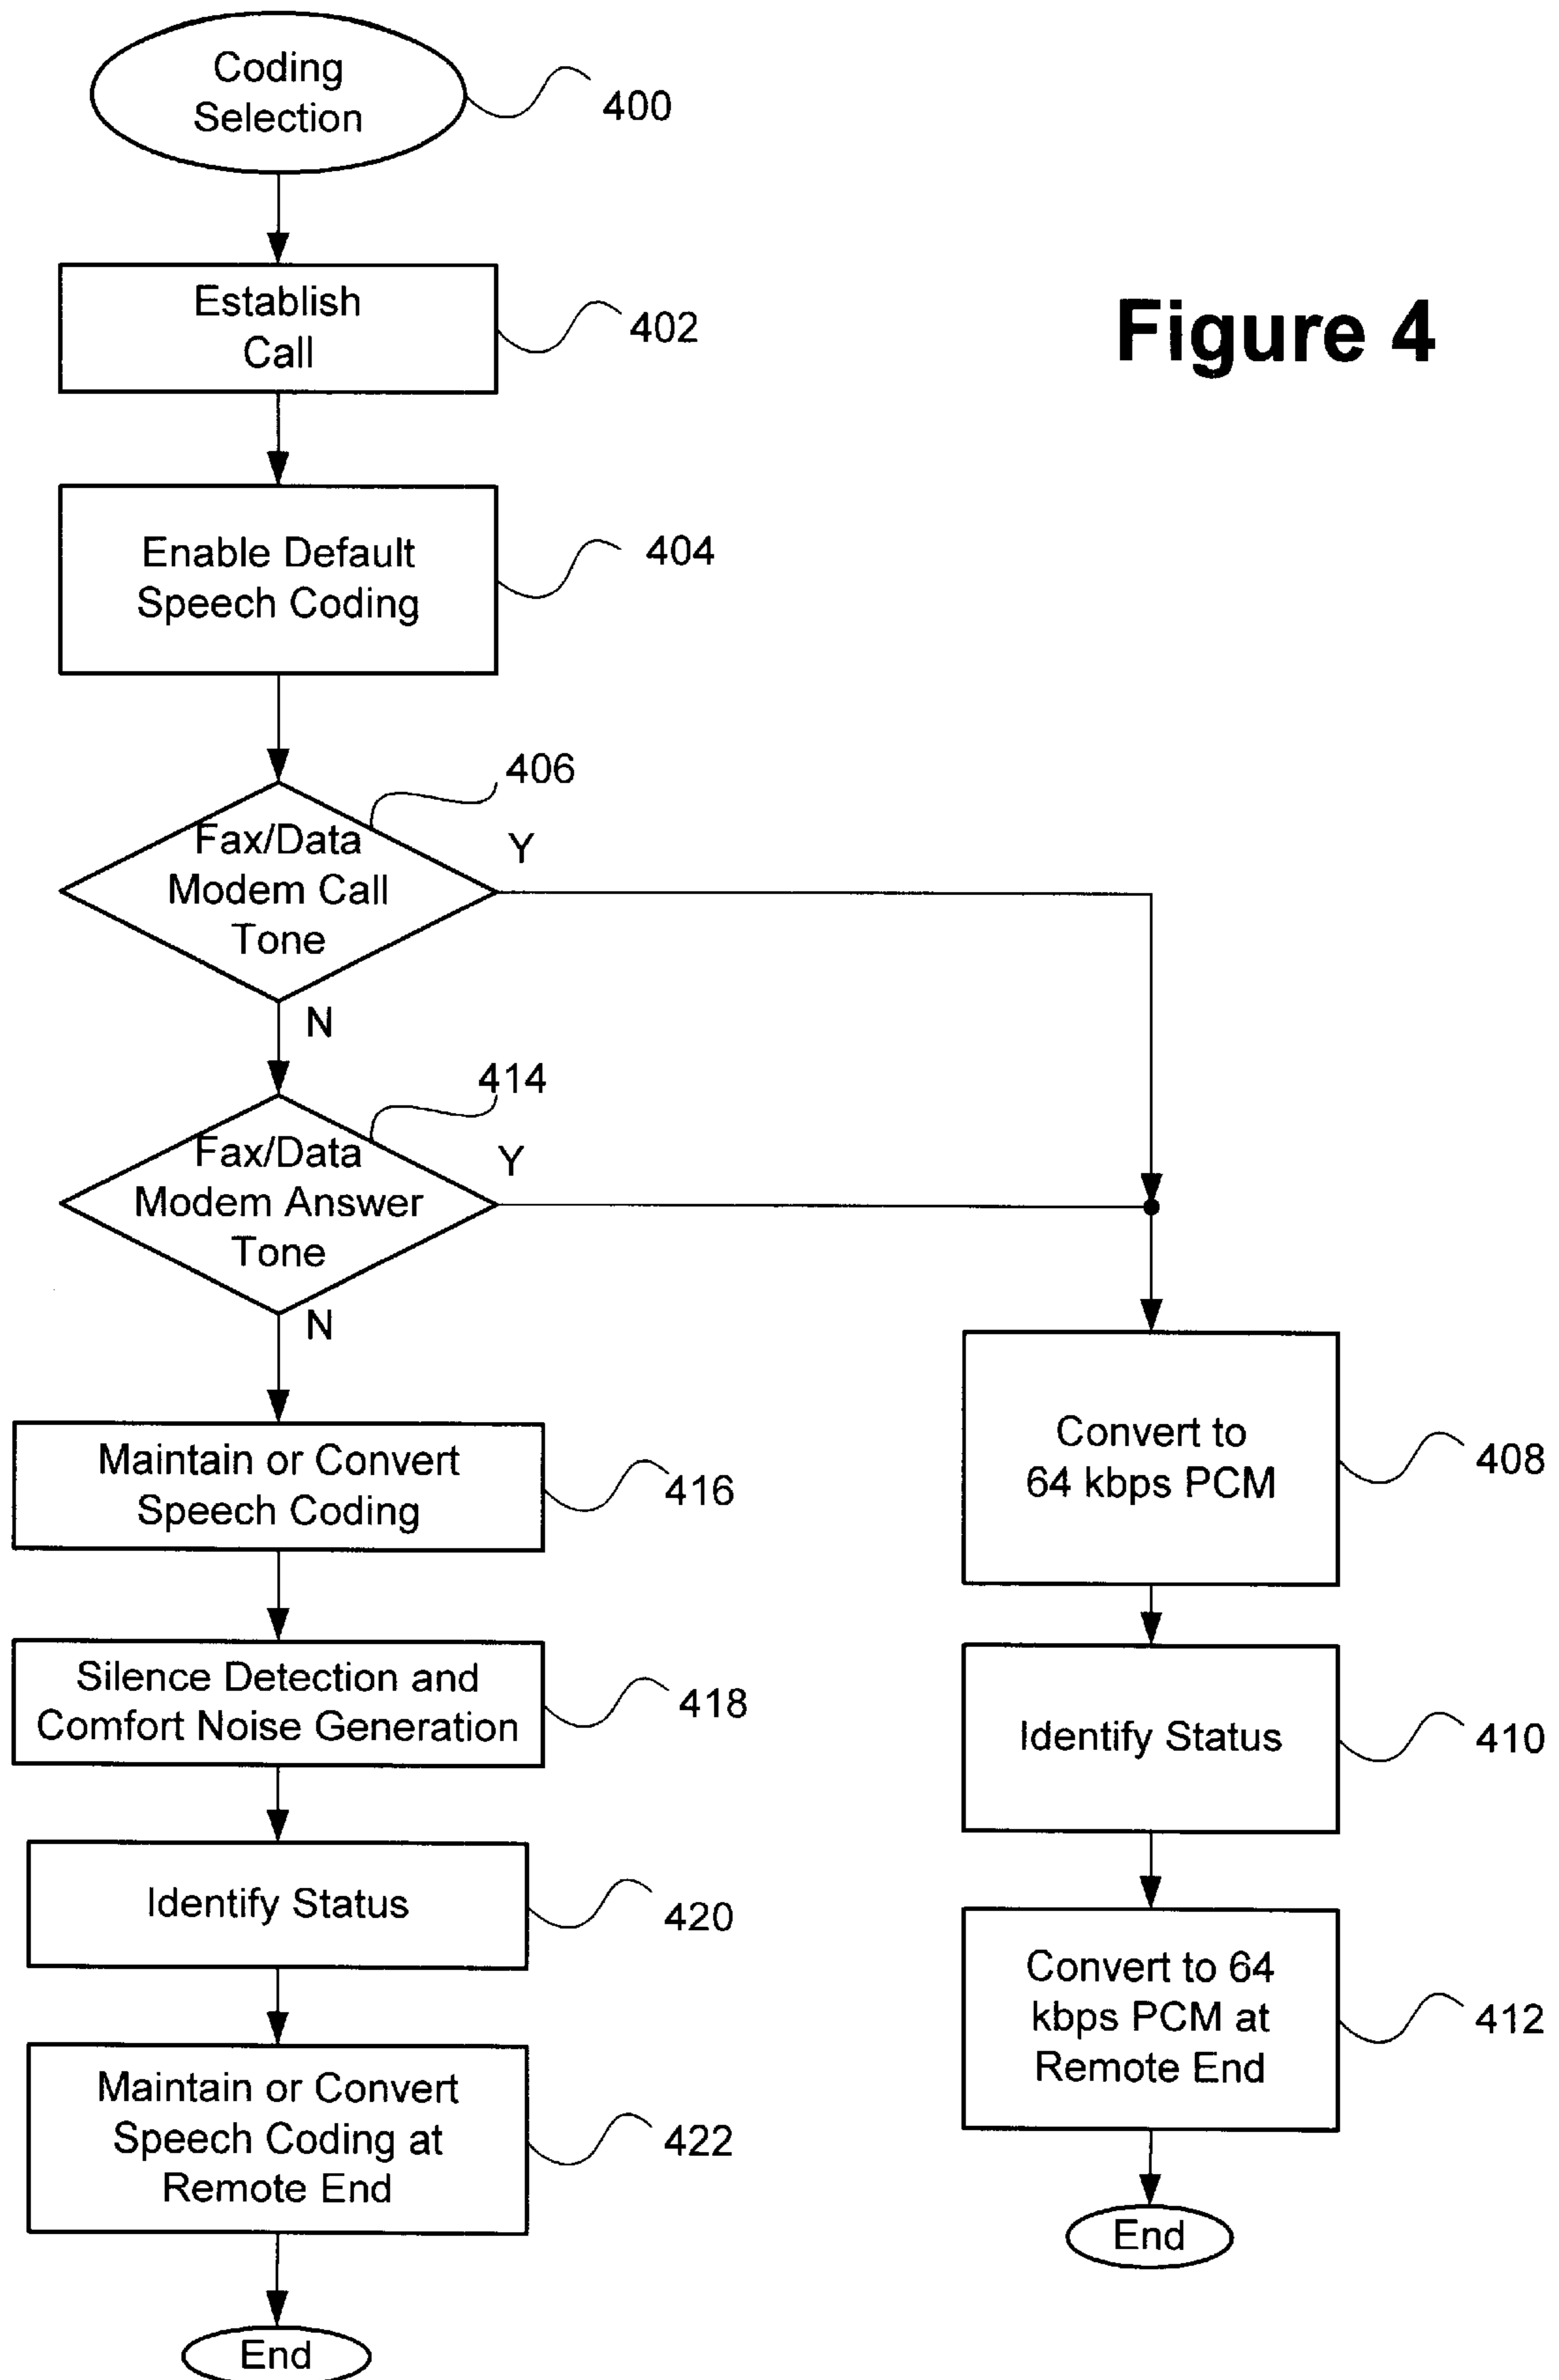 Coding
Selection
400
Establish
Call
402
Figure 4
Enable Default
Speech Coding
404
406
Fax/Data
Modem Call
Tone
Y
N
414
Fax/Data
Modem Answer
Tone
Y
N
Maintain or Convert
Speech Coding
416
Silence Detection and
Comfort Noise Generation
418
Identify Status
420
Maintain or Convert
Speech Coding at
Remote End
422
End
Convert to
64 kbps PCM
408
Identify Status
410
Convert to 64
kbps PCM at
Remote End
412
End